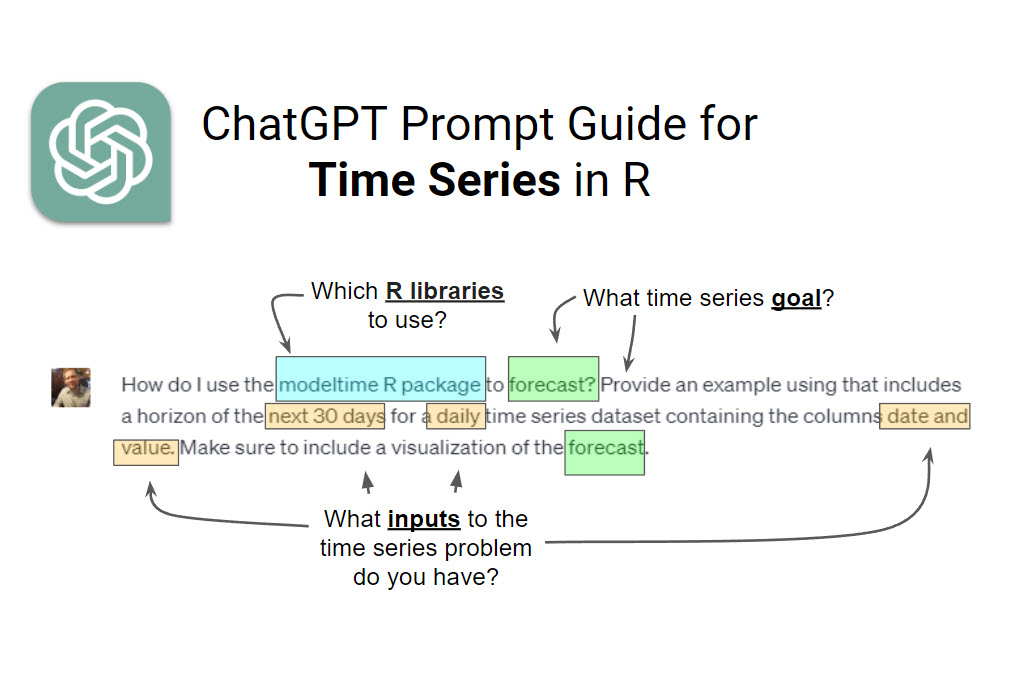 ChatGPT Prompt Guide for
Time Series in R
Which R libraries
to use?
What time series goal?
How do I use the modeltime R package to forecast? Provide an example using that includes
a horizon of the next 30 days for a daily time series dataset containing the columns date and
value. Make sure to include a visualization of the forecast.
What inputs to the
time series problem
do you have?